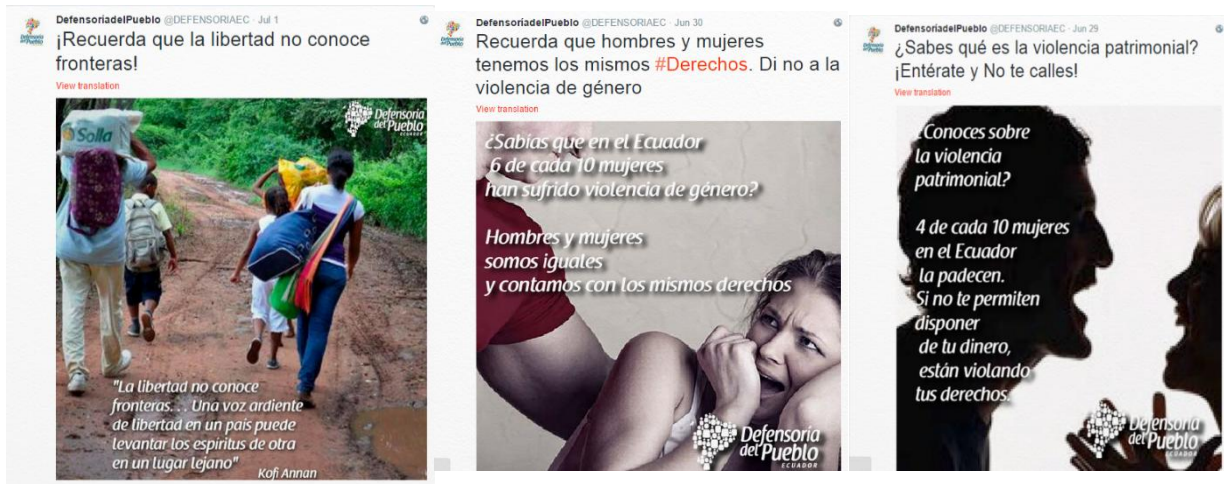 DefensoríadelPueblo @DEFENSORIAEC · Jul 1
¡Recuerda que la libertad no conoce
fronteras!
View translation
Solla
Defensoría
del Pueblo
ECUADOR
"La libertad no conoce
fronteras. . . Una voz ardiente
de libertad en un país puede
levantar los espíritus de otra
en un lugar lejano"
Kofi Annan
DefensoríadelPueblo @DEFENSORIAEC · Jun 30
Recuerda que hombres y mujeres
tenemos los mismos #Derechos. Di no a la
violencia de género
View translation
¿Sabías que en el Ecuador
6 de cada 10 mujeres
han sufrido violencia de género?
Hombres y mujeres
somos iguales
y contamos con los mismos derechos
Defensoría
del Pueblo
ECUADOR
DefensoríadelPueblo @DEFENSORIAEC · Jun 29
¿Sabes qué es la violencia patrimonial?
¡Entérate y No te calles!
View translation
¿Conoces sobre
la violencia
patrimonial?
4 de cada 10 mujeres
en el Ecuador
la padecen.
Si no te permiten
disponer
de tu dinero,
están violando
tus derechos.
Defensoría
del Pueblo
ECUADOR